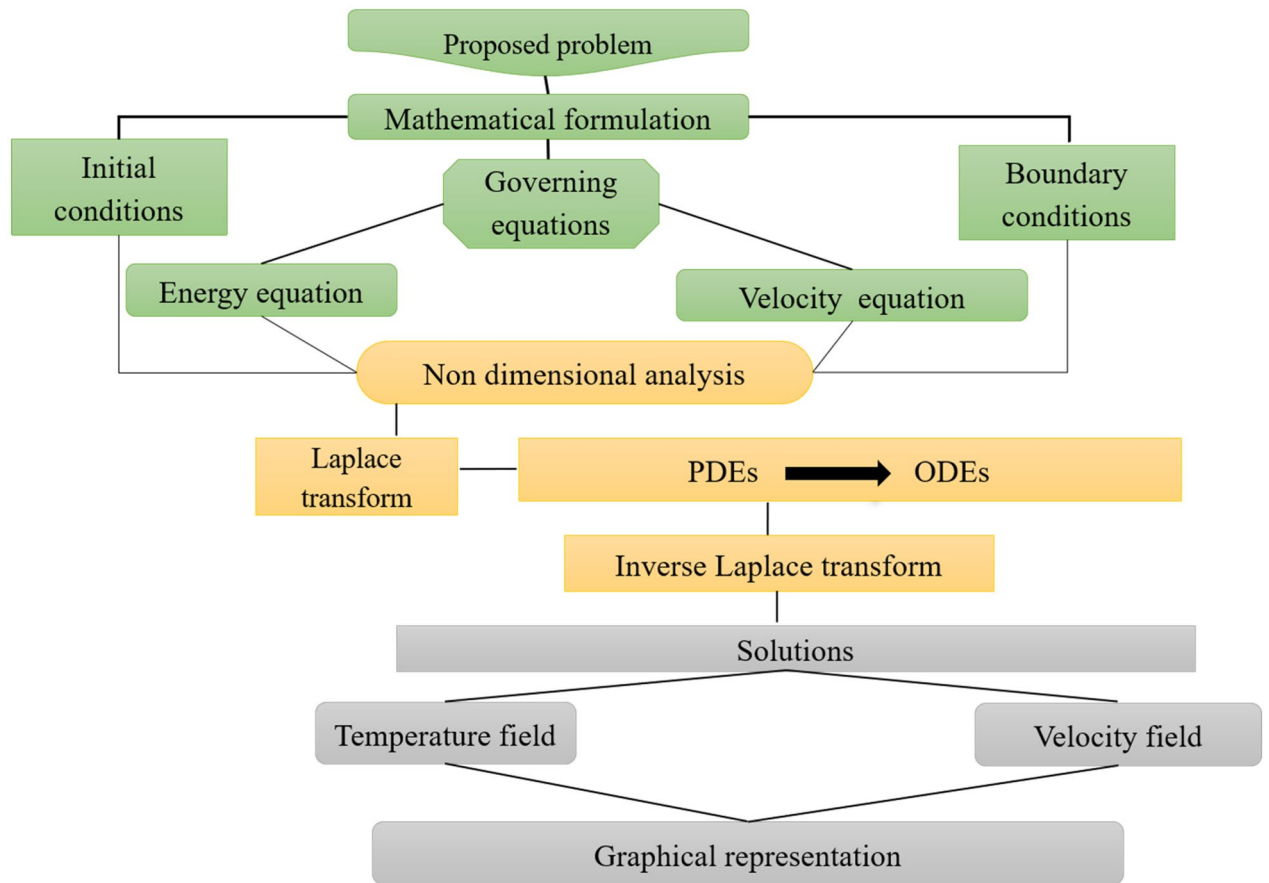 Proposed problem
Mathematical formulation
Initial
conditions
Governing
equations
Boundary
conditions
Energy equation
Velocity equation
Non dimensional analysis
Laplace
transform
PDEs ODEs
Inverse Laplace transform
Solutions
Temperature field
Velocity field
Graphical representation